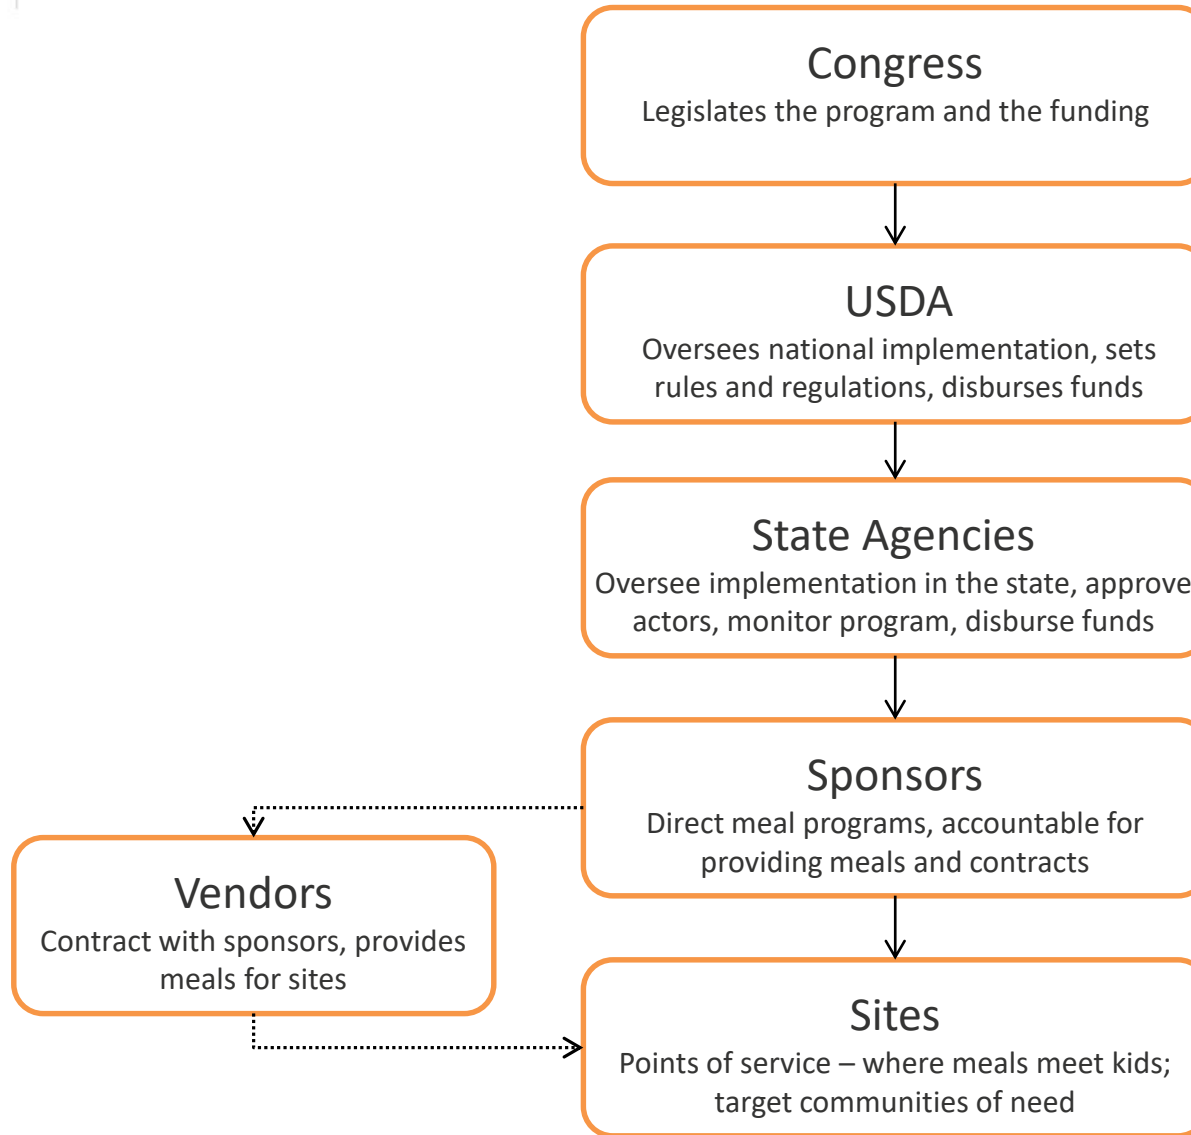 Congress
Legislates the program and the funding
USDA
Oversees national implementation, sets
rules and regulations, disburses funds
State Agencies
Oversee implementation in the state, approve
actors, monitor program, disburse funds
Sponsors
Direct meal programs, accountable for
providing meals and contracts
Vendors
Contract with sponsors, provides
meals for sites
Sites
Points of service – where meals meet kids;
target communities of need